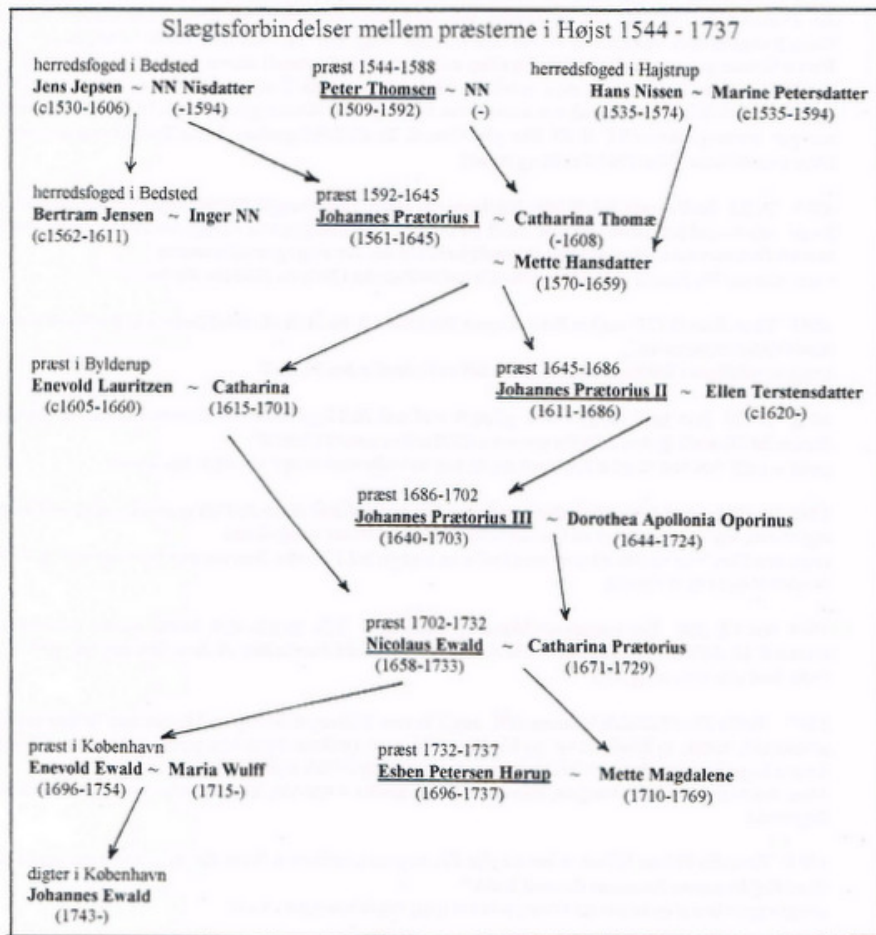 Slægtsforbindelser mellem præsterne i Højst 1544 - 1737
herredsfoged i Bedsted
Jens Jepsen ~ NN Nisdatter
(c1530-1606) (-1594)
præst 1544-1588
Peter Thomsen ~ NN
(1509-1592) (-)
herredsfoged i Hajstrup
Hans Nissen ~ Marine Petersdatter
(1535-1574) (c1535-1594)
herredsfoged i Bedsted
Bertram Jensen ~ Inger NN
(c1562-1611)
præst 1592-1645
Johannes Prætorius I ~ Catharina Thomæ
(1561-1645) (-1608)
~ Mette Hansdatter
(1570-1659)
præst i Bylderup
Enevold Lauritzen ~ Catharina
(c1605-1660) (1615-1701)
præst 1645-1686
Johannes Prætorius II ~ Ellen Terstensdatter
(1611-1686) (c1620-)
præst 1686-1702
Johannes Prætorius III ~ Dorothea Apollonia Oporinus
(1640-1703) (1644-1724)
præst 1702-1732
Nicolaus Ewald ~ Catharina Prætorius
(1658-1733) (1671-1729)
præst i København
Enevold Ewald ~ Maria Wulff
(1696-1754) (1715-)
præst 1732-1737
Esben Petersen Hørup ~ Mette Magdalene
(1696-1737) (1710-1769)
digter i København
Johannes Ewald
(1743-)